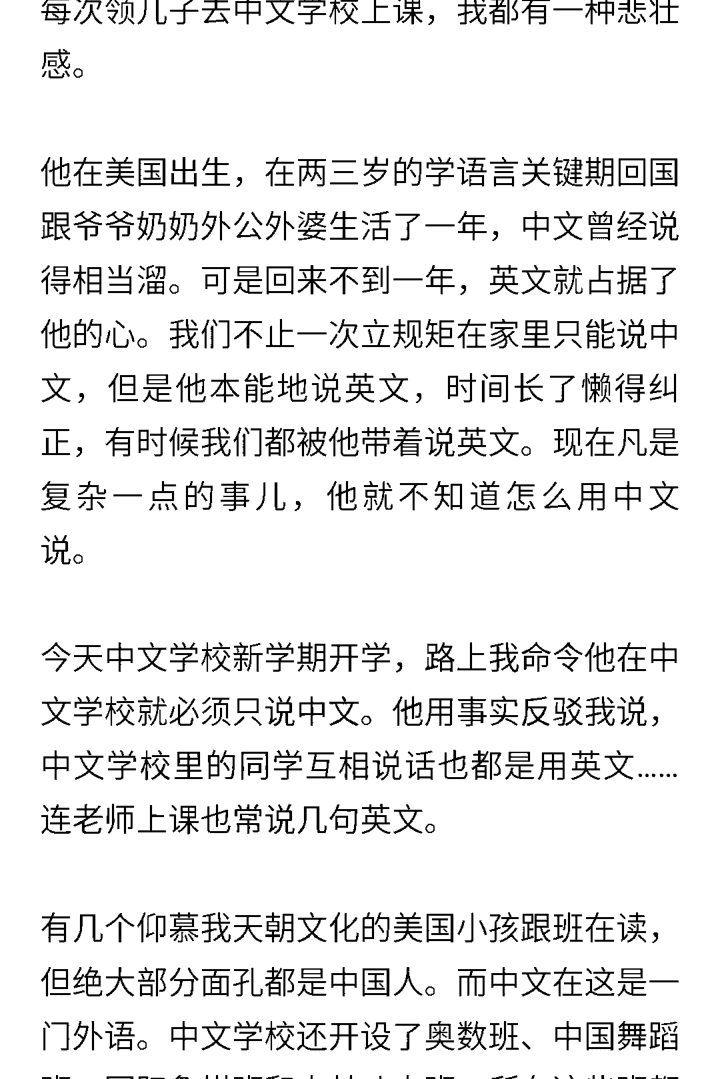 每次领儿子去中文学校上课，我都有一种悲壮
感。
他在美国出生，在两三岁的学语言关键期回国
跟爷爷奶奶外公外婆生活了一年，中文曾经说
得相当溜。可是回来不到一年，英文就占据了
他的心。我们不止一次立规矩在家里只能说中
文，但是他本能地说英文，时间长了懒得纠
正，有时候我们都被他带着说英文。现在凡是
复杂一点的事儿，他就不知道怎么用中文
说。
今天中文学校新学期开学，路上我命令他在中
文学校就必须只说中文。他用事实反驳我说，
中文学校里的同学互相说话也都是用英文……
连老师上课也常说几句英文。
有几个仰慕我天朝文化的美国小孩跟班在读，
但绝大部分面孔都是中国人。而中文在这是一
门外语。中文学校还开设了奥数班、中国舞蹈